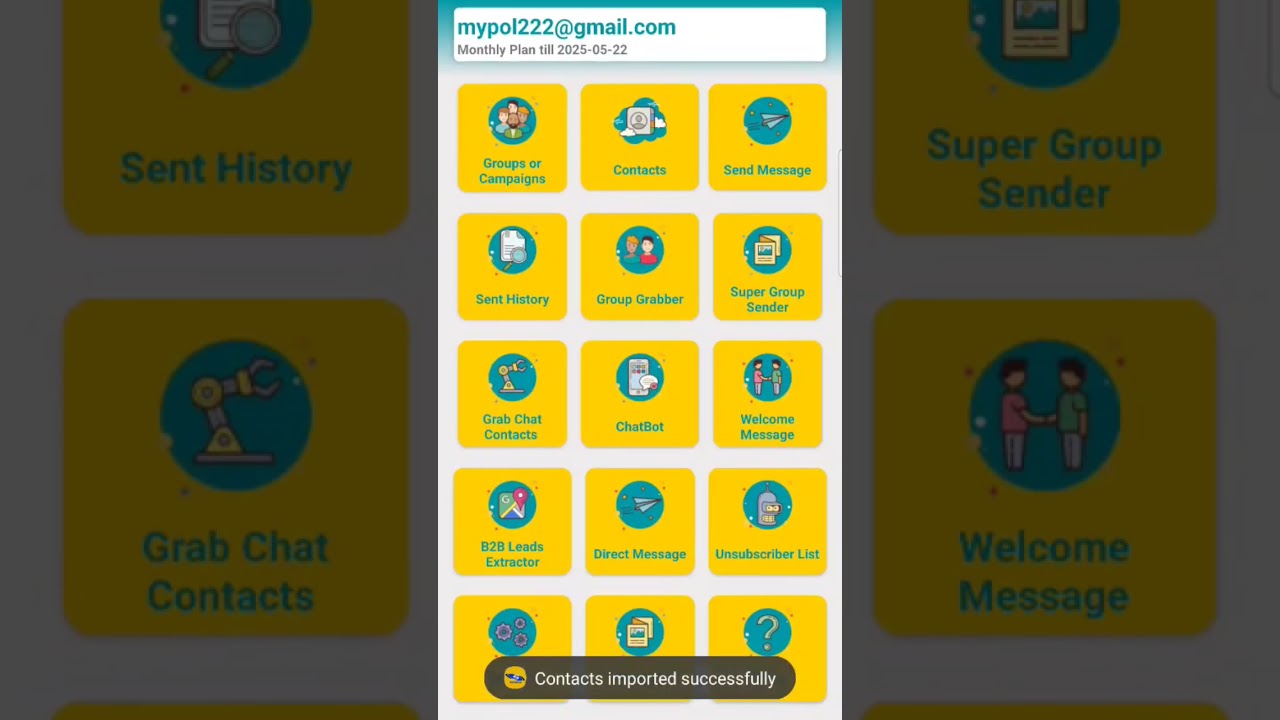 mypol222@gmail.com
Monthly Plan till 2025-05-22
Groups or
Campaigns
Contacts
Send Message
Sent History
Group Grabber
Super Group
Sender
Grab Chat
Contacts
ChatBot
Welcome
Message
B2B Leads
Extractor
Direct Message
Unsubscriber List
Contacts imported successfully
Sent History
Super Group
Sender
Grab Chat
Contacts
Welcome
Message